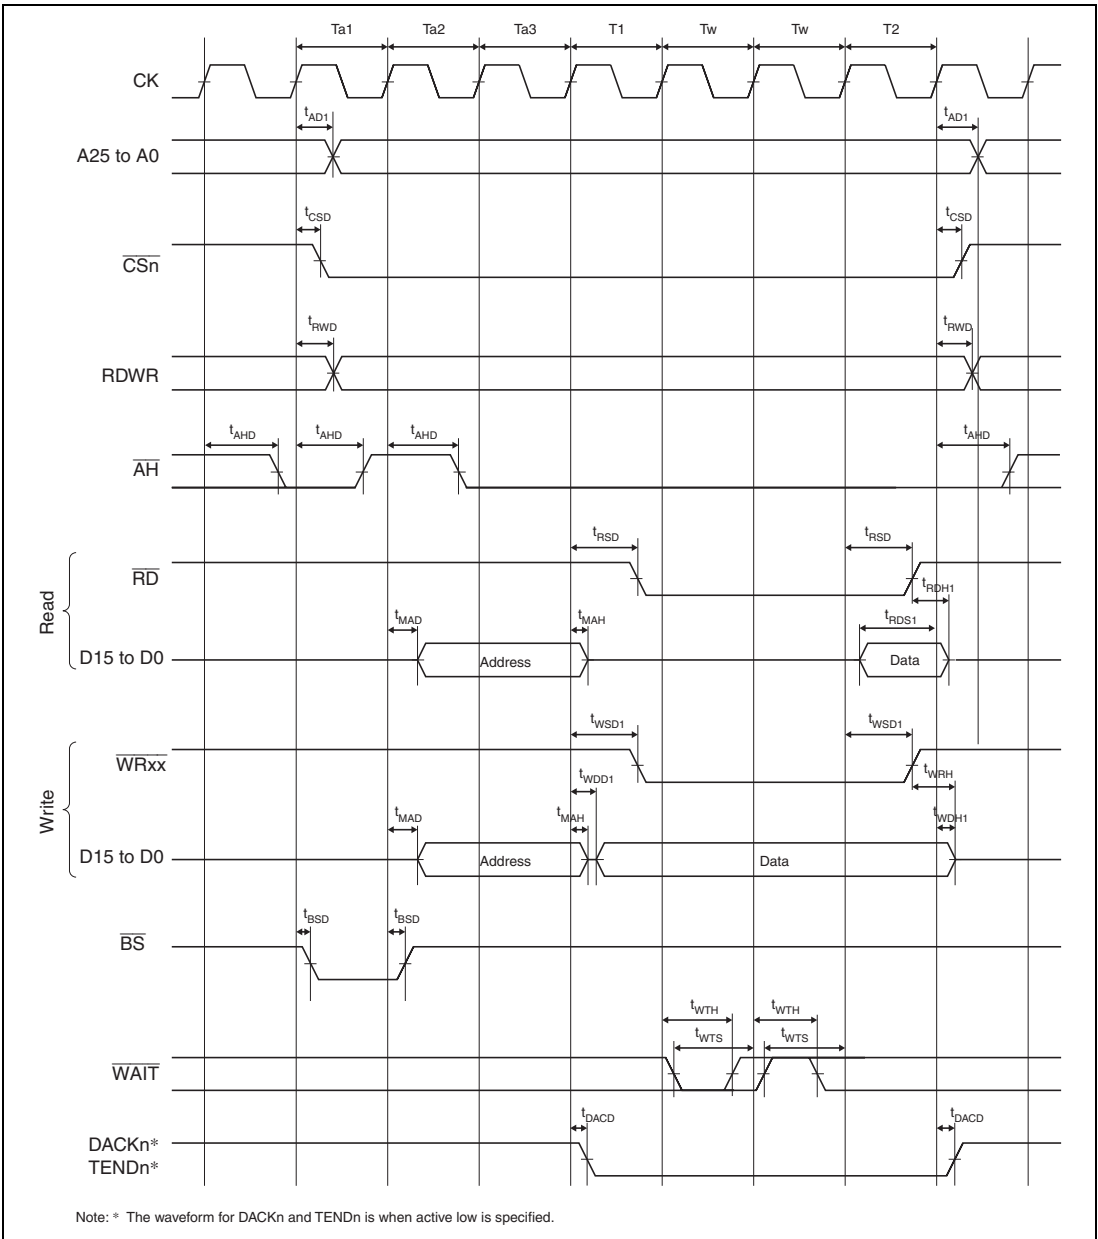 Ta1 Ta2 Ta3 T1 Tw Tw T2
CK
tAD1 tAD1
A25 to A0
tCSD tCSD
CSn
tRWD tRWD
RDWR
tAHD tAHD tAHD tAHD
AH
tRSD tRSD
RD
tRDH1
Read
tMAD tMAH tRDS1
D15 to D0 Address Data
tWSD1 tWSD1
WRxx
tWDD1 tWRH
Write
tMAD tMAH tWDH1
D15 to D0 Address Data
tBSD tBSD
BS
tWTH tWTH
tWTS tWTS
WAIT
tDACD tDACD
DACKn*
TENDn*
Note: * The waveform for DACKn and TENDn is when active low is specified.